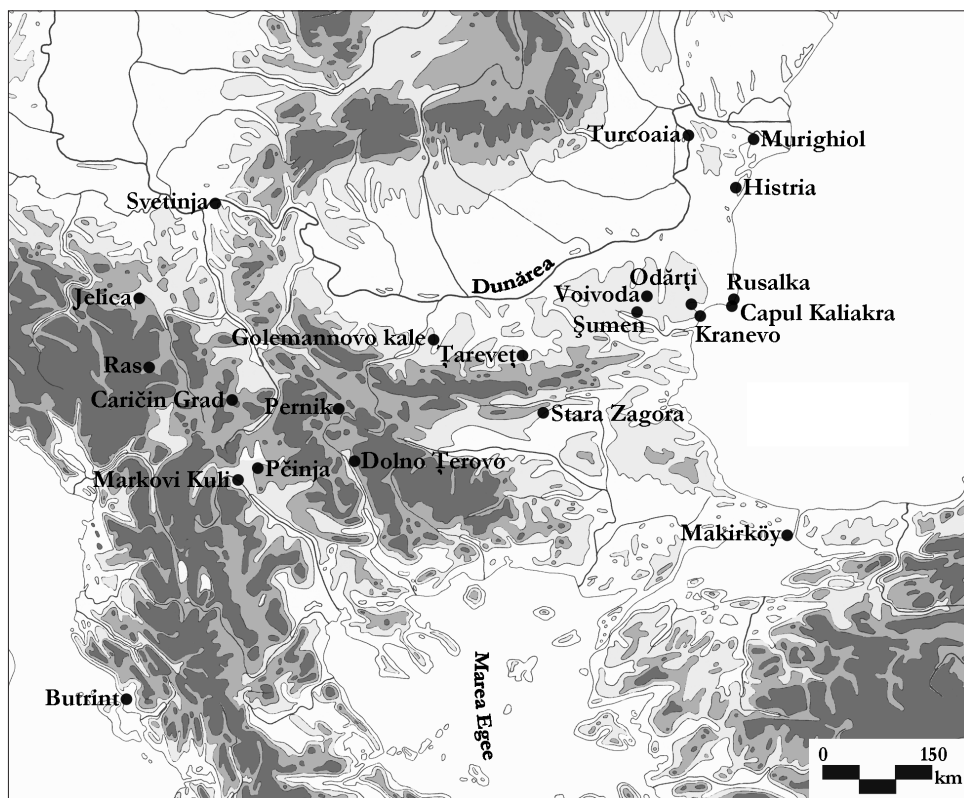 Turcoaia
Murighiol
Histria
Svetinja
Dunărea
Odărți
Rusalka
Voivoda
Jelica
Capul Kaliakra
Șumen
Kranevo
Golemannovo kale
Țareveț
Ras
Caričin Grad
Pernik
Stara Zagora
Dolno Țerovo
Pčinja
Markovi Kuli
Makirköy
Marea Egee
Butrint
0 150
km